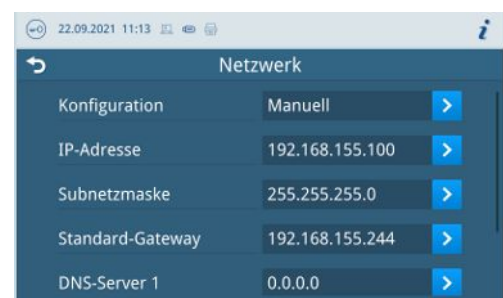 22.09.2021 11:13
Netzwerk
Konfiguration Manuell
IP-Adresse 192.168.155.100
Subnetzmaske 255.255.255.0
Standard-Gateway 192.168.155.244
DNS-Server 1 0.0.0.0